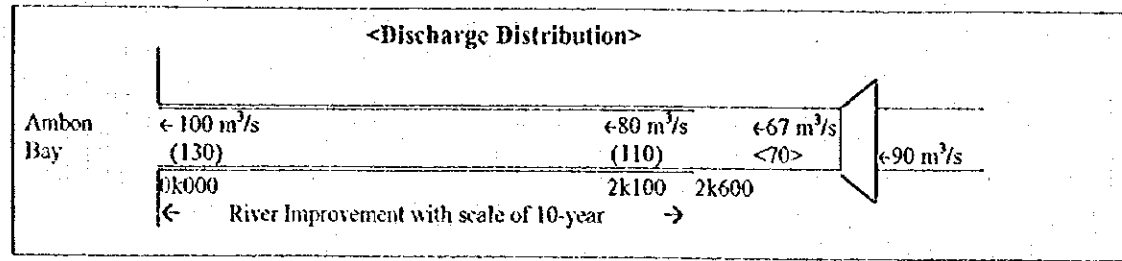 <Discharge Distribution>
Ambon Bay
←100 m³/s
(130)
←80 m³/s
(110)
←67 m³/s
<70>
←90 m³/s
0k000
2k100
2k600
← River Improvement with scale of 10-year →